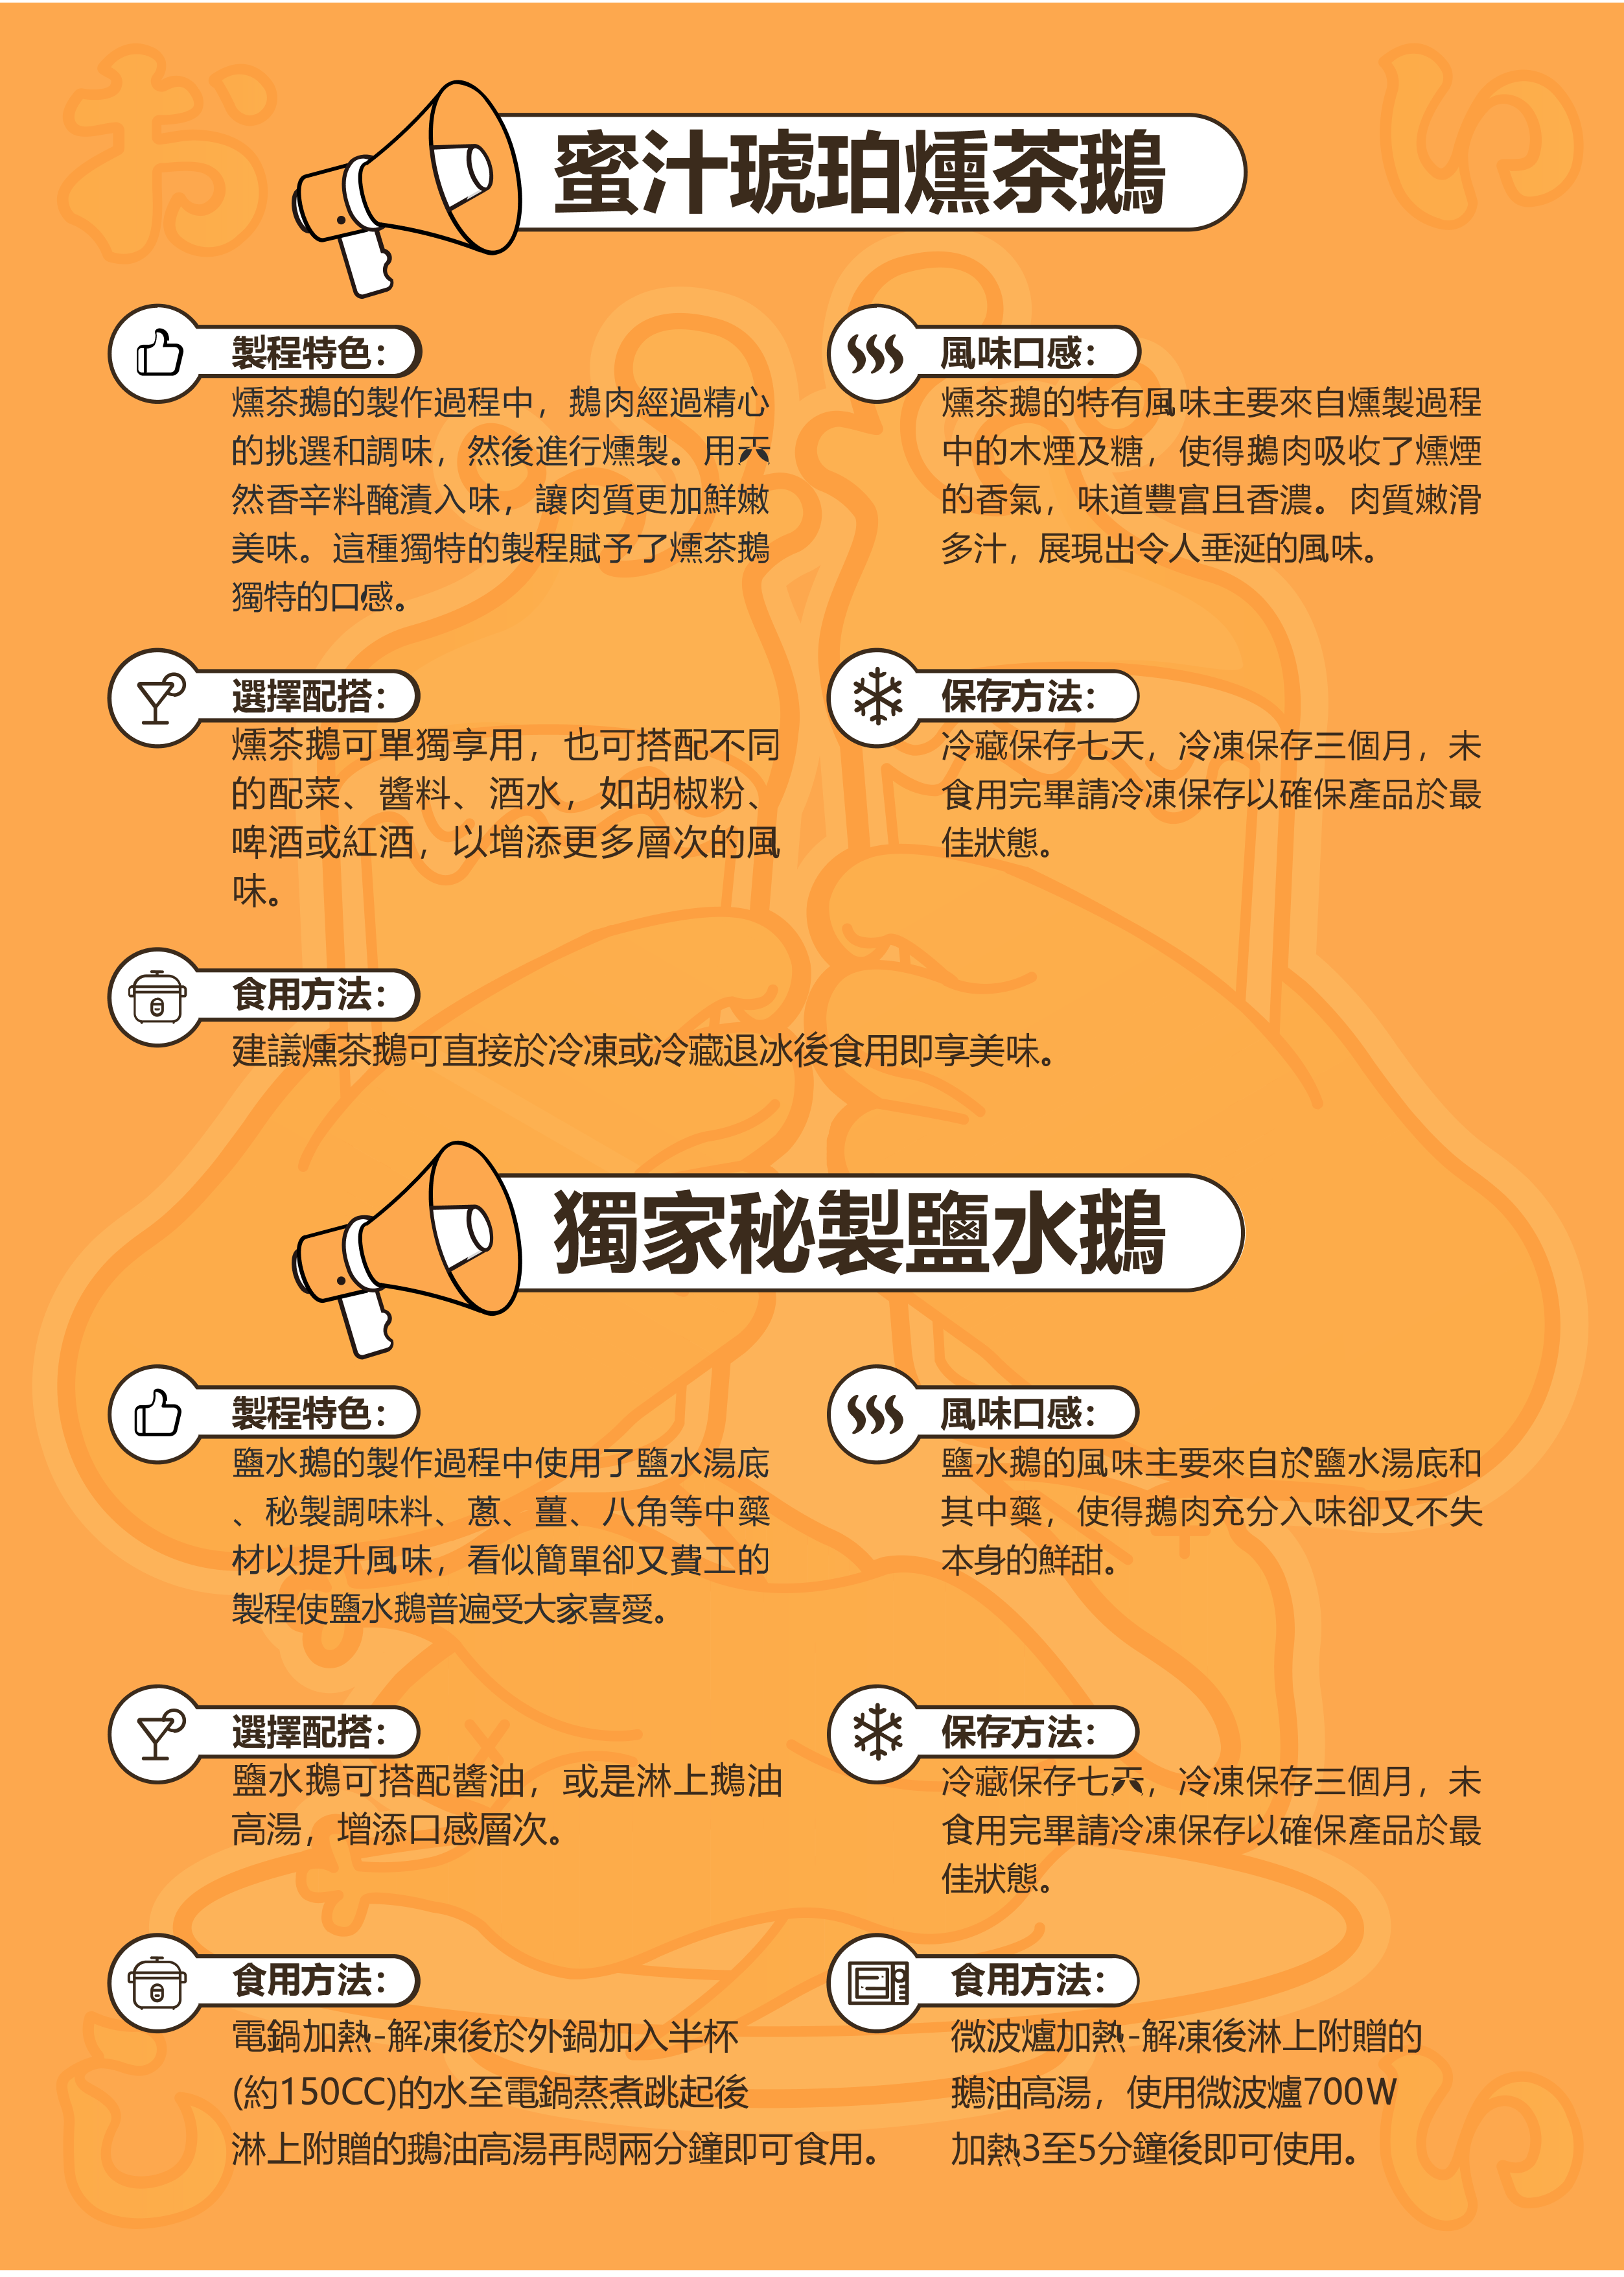 お
い
蜜汁琥珀燻茶鵝
製程特色：
燻茶鵝的製作過程中，鵝肉經過精心
的挑選和調味，然後進行燻製。用天
然香辛料醃漬入味，讓肉質更加鮮嫩
美味。這種獨特的製程賦予了燻茶鵝
獨特的口感。
風味口感：
燻茶鵝的特有風味主要來自燻製過程
中的木煙及糖，使得鵝肉吸收了燻煙
的香氣，味道豐富且香濃。肉質嫩滑
多汁，展現出令人垂涎的風味。
選擇配搭：
燻茶鵝可單獨享用，也可搭配不同
的配菜、醬料、酒水，如胡椒粉、
啤酒或紅酒，以增添更多層次的風
味。
保存方法：
冷藏保存七天，冷凍保存三個月，未
食用完畢請冷凍保存以確保產品於最
佳狀態。
食用方法：
建議燻茶鵝可直接於冷凍或冷藏退冰後食用即享美味。
獨家秘製鹽水鵝
製程特色：
鹽水鵝的製作過程中使用了鹽水湯底
、秘製調味料、蔥、薑、八角等中藥
材以提升風味，看似簡單卻又費工的
製程使鹽水鵝普遍受大家喜愛。
風味口感：
鹽水鵝的風味主要來自於鹽水湯底和
其中藥，使得鵝肉充分入味卻又不失
本身的鮮甜。
選擇配搭：
鹽水鵝可搭配醬油，或是淋上鵝油
高湯，增添口感層次。
保存方法：
冷藏保存七天，冷凍保存三個月，未
食用完畢請冷凍保存以確保產品於最
佳狀態。
食用方法：
電鍋加熱-解凍後於外鍋加入半杯
(約150CC)的水至電鍋蒸煮跳起後
淋上附贈的鵝油高湯再悶兩分鐘即可食用。
食用方法：
微波爐加熱-解凍後淋上附贈的
鵝油高湯，使用微波爐700W
加熱3至5分鐘後即可使用。
い